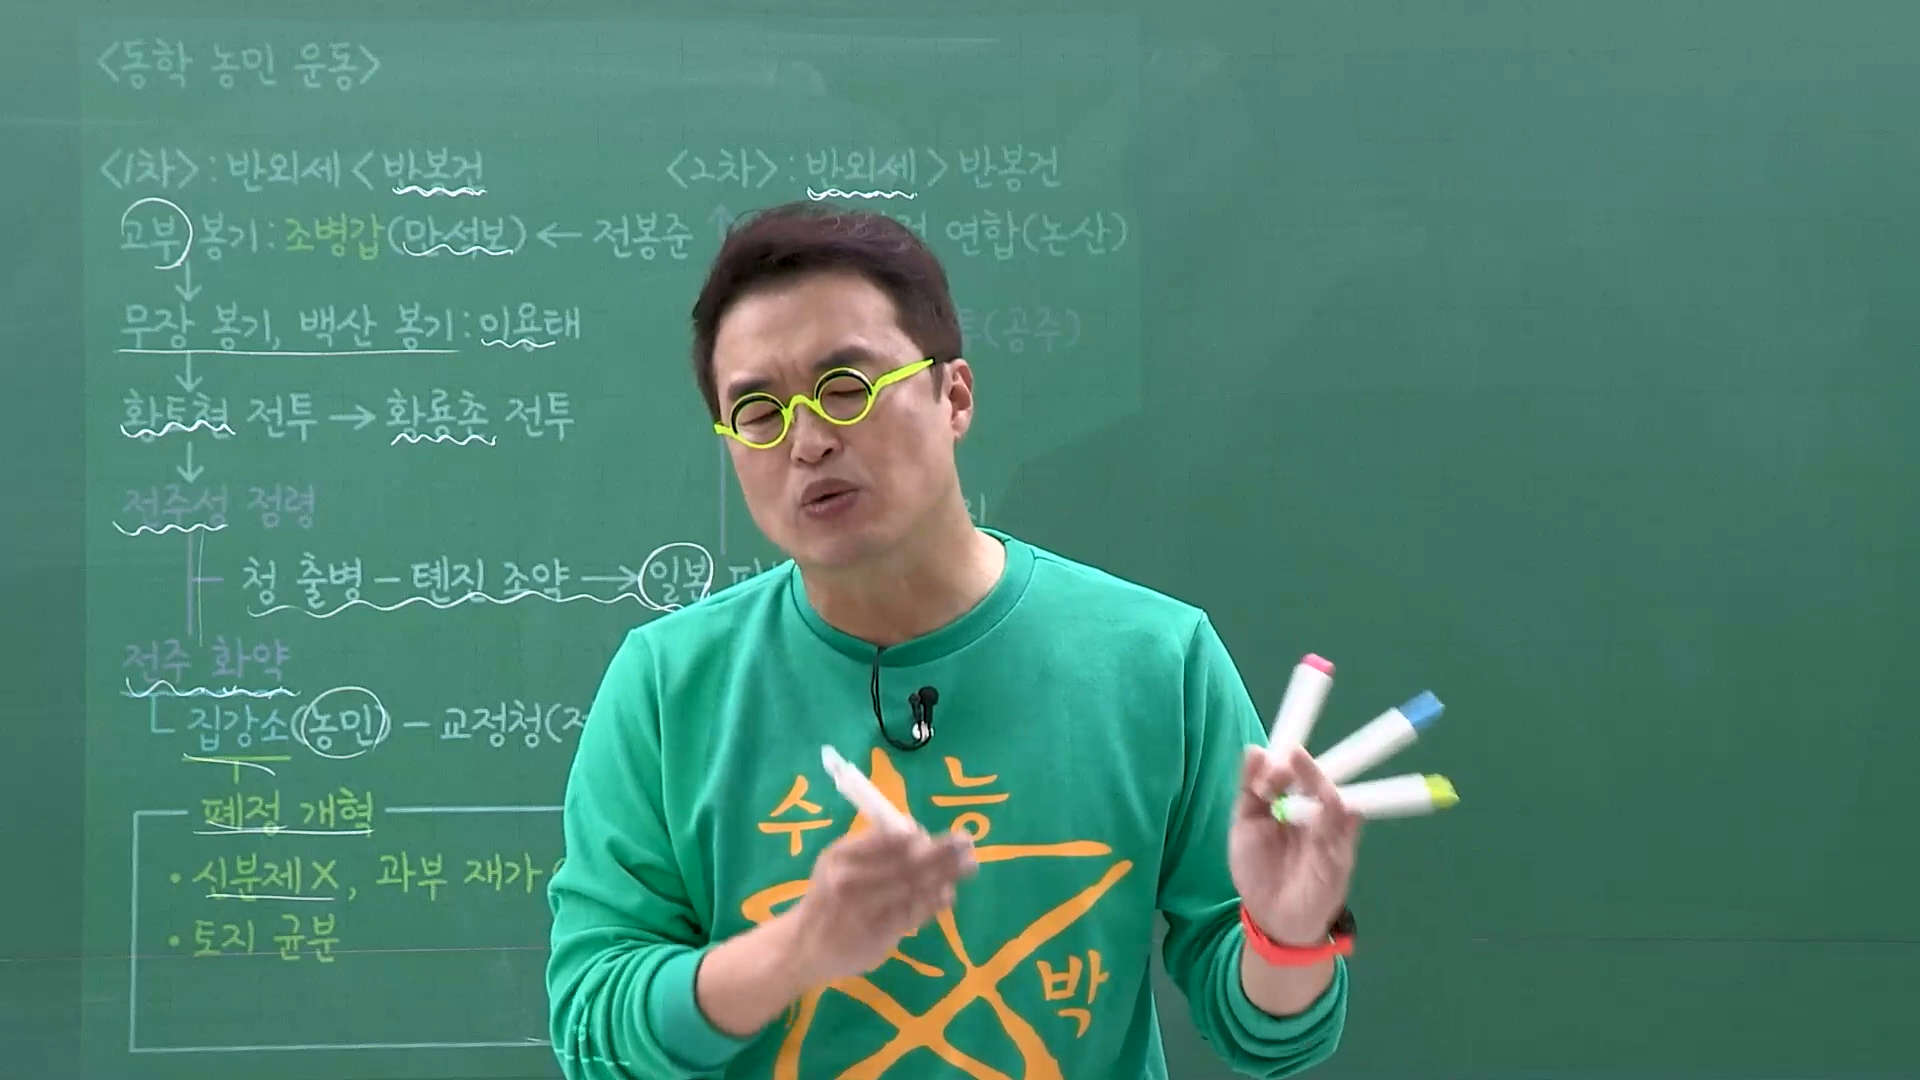 <동학 농민 운동>
<1차> : 반외세 < 반봉건
고부 봉기 : 조병갑(만석보) ← 전봉준
무장 봉기, 백산 봉기 : 이용태
황토현 전투 → 황룡촌 전투
전주성 점령
청 출병 - 톈진 조약 → 일본
전주 화약
집강소(농민) - 교정청(
폐정 개혁
• 신분제 X, 과부 재가
• 토지 균분
<2차> : 반외세 > 반봉건
연합(논산)
(공주)
수능
박